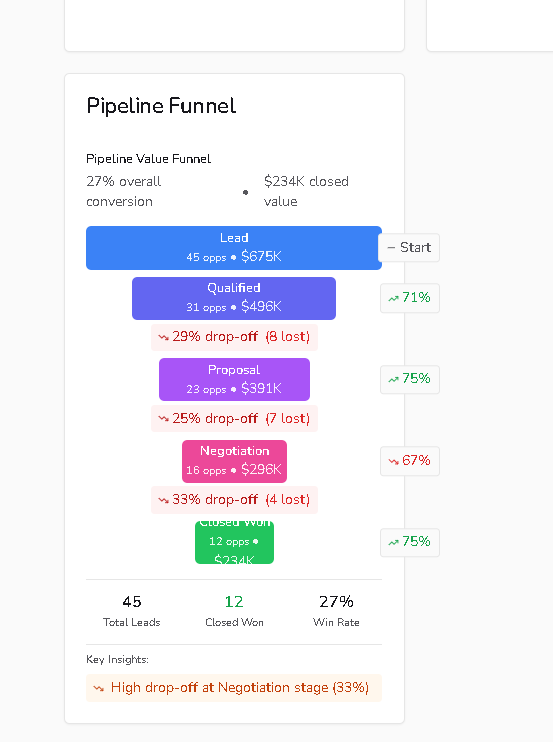 Pipeline Funnel
Pipeline Value Funnel
27% overall conversion • $234K closed value
Lead
45 opps • $675K
Start
Qualified
31 opps • $496K
71%
29% drop-off (8 lost)
Proposal
23 opps • $391K
75%
25% drop-off (7 lost)
Negotiation
16 opps • $296K
67%
33% drop-off (4 lost)
Closed Won
12 opps •
$234K
75%
45 12 27%
Total Leads Closed Won Win Rate
Key Insights:
High drop-off at Negotiation stage (33%)